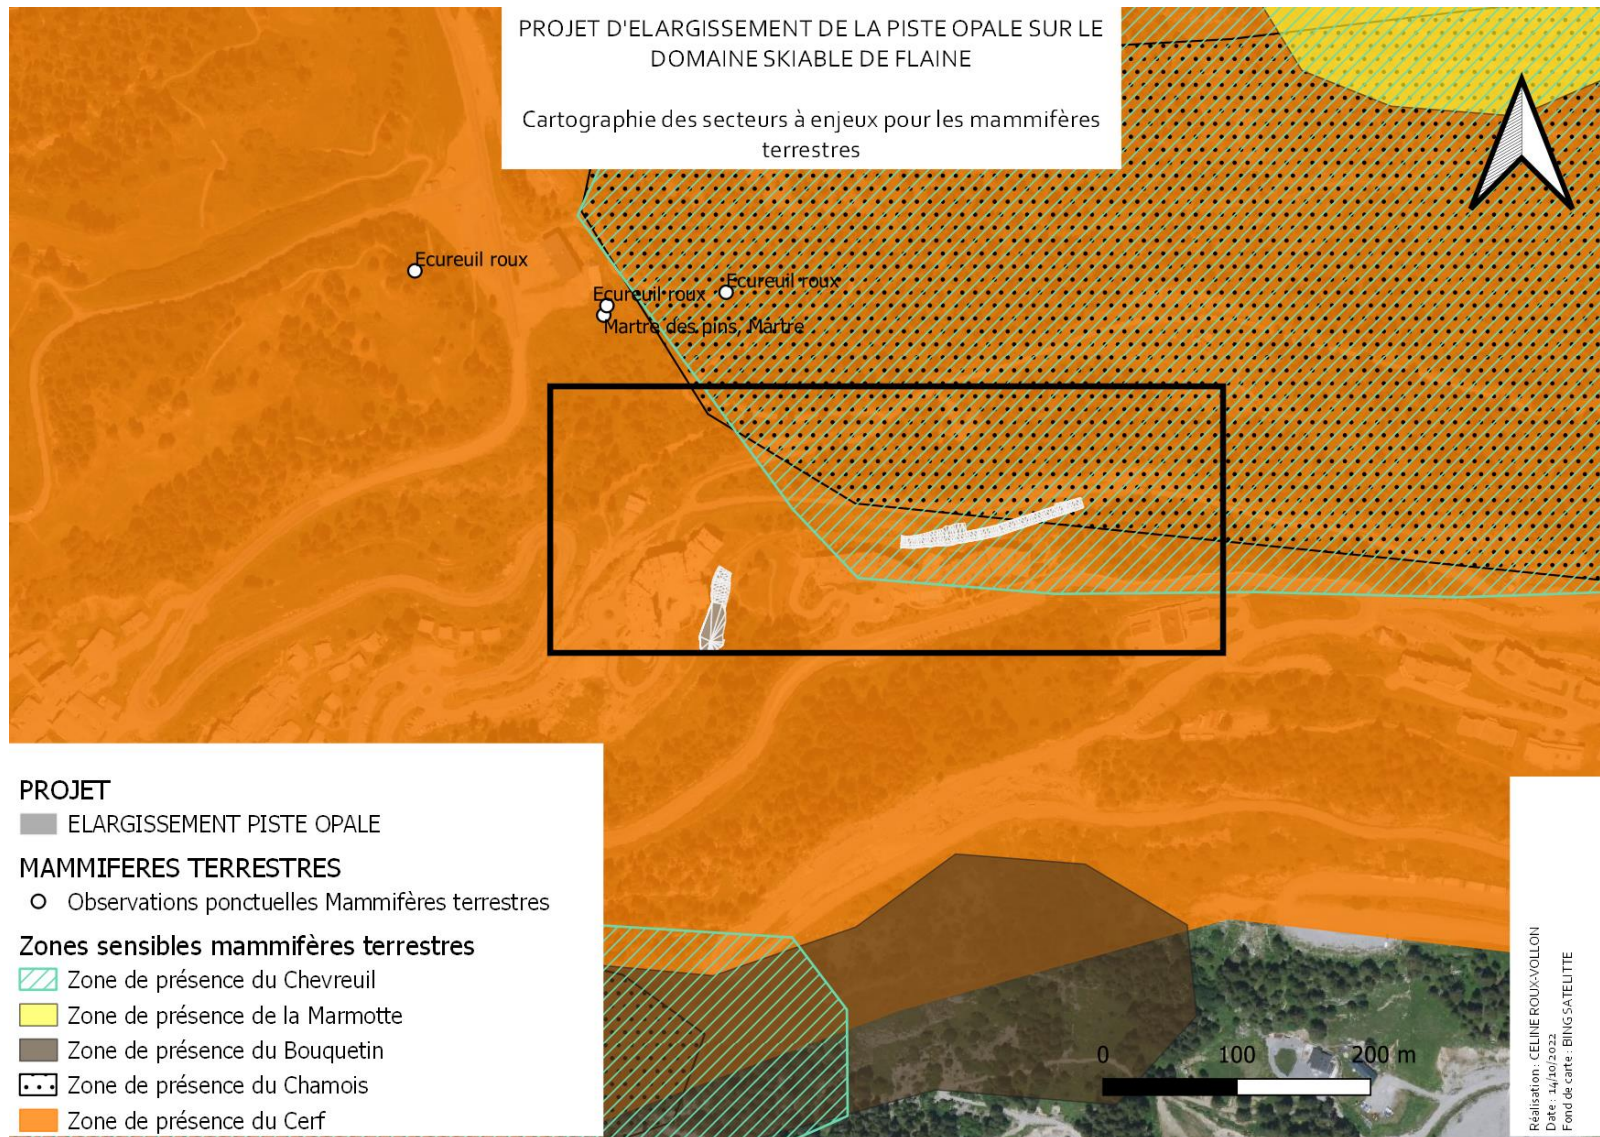 PROJET D'ELARGISSEMENT DE LA PISTE OPALE SUR LE
DOMAINE SKIABLE DE FLAINE
Cartographie des secteurs à enjeux pour les mammifères
terrestres
Ecureuil roux
Ecureuil roux
Ecureuil roux
Martre des pins, Martre
PROJET
ELARGISSEMENT PISTE OPALE
MAMMIFERES TERRESTRES
Observations ponctuelles Mammifères terrestres
Zones sensibles mammifères terrestres
Zone de présence du Chevreuil
Zone de présence de la Marmotte
Zone de présence du Bouquetin
Zone de présence du Chamois
Zone de présence du Cerf
0 100 200 m
Réalisation : CELINE ROUX-VOLLON
Date : 14/10/2022
Fond de carte : BING SATELITTE